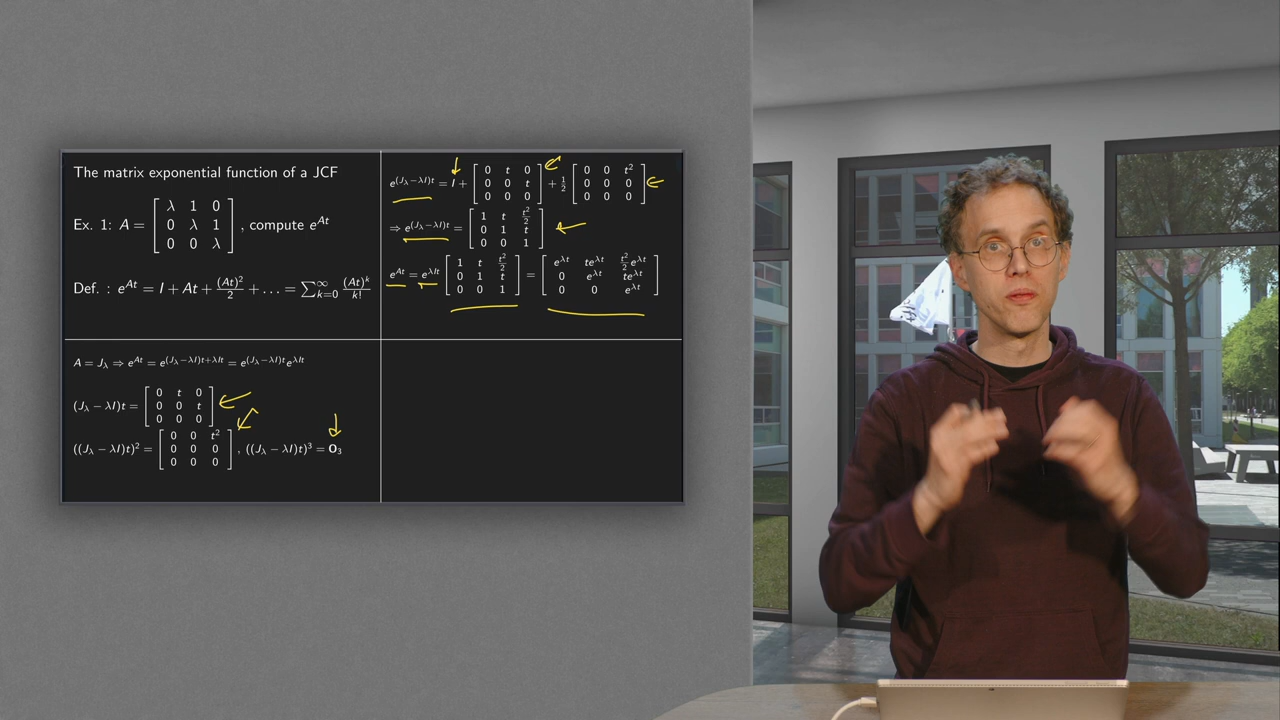 The matrix exponential function of a JCF
Ex. 1: A = [ λ 1 0 ; 0 λ 1 ; 0 0 λ ] , compute e^{At}
Def. : e^{At} = I + At + (At)^2/2 + … = ∑_{k=0}^{∞} (At)^k/k!
A = J_λ ⇒ e^{At} = e^{(J_λ−λI)t+λIt} = e^{(J_λ−λI)t} e^{λIt}
(J_λ − λI)t = [ 0 t 0 ; 0 0 t ; 0 0 0 ]
((J_λ − λI)t)^2 = [ 0 0 t^2 ; 0 0 0 ; 0 0 0 ] , ((J_λ − λI)t)^3 = O_3
e^{(J_λ−λI)t} = I + [ 0 t 0 ; 0 0 t ; 0 0 0 ] + 1/2 [ 0 0 t^2 ; 0 0 0 ; 0 0 0 ]
⇒ e^{(J_λ−λI)t} = [ 1 t t^2/2 ; 0 1 t ; 0 0 1 ]
e^{At} = e^{λIt} [ 1 t t^2/2 ; 0 1 t ; 0 0 1 ] = [ e^{λt} te^{λt} t^2/2 e^{λt} ; 0 e^{λt} te^{λt} ; 0 0 e^{λt} ]